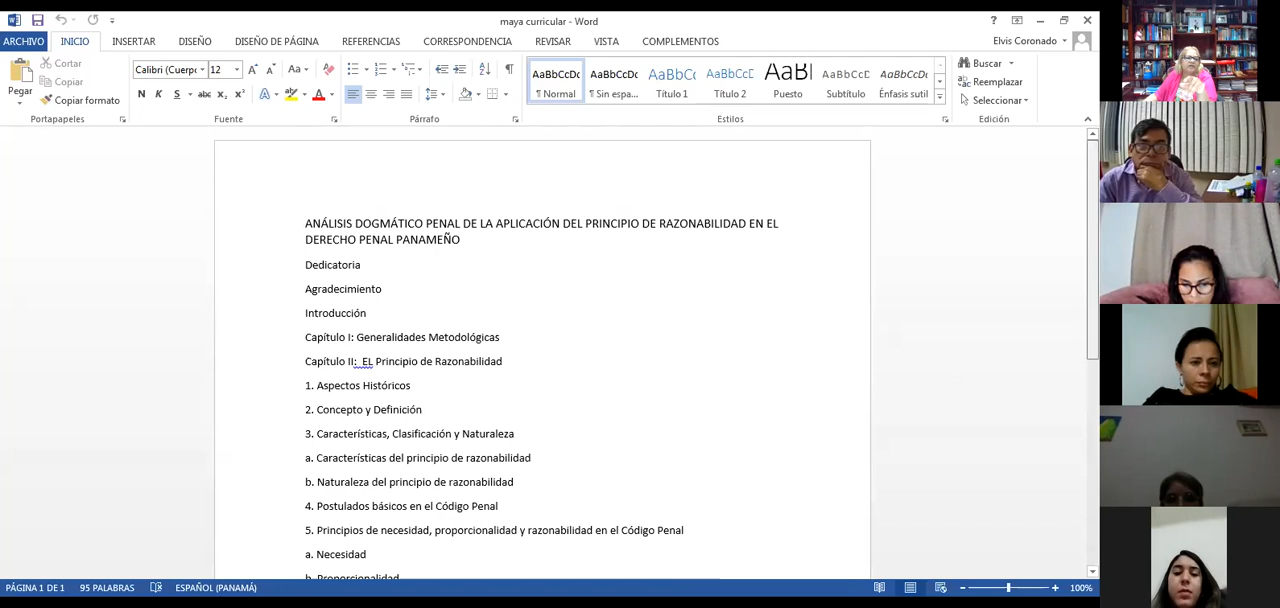 maya curricular - Word
Elvis Coronado
ARCHIVO INICIO INSERTAR DISEÑO DISEÑO DE PÁGINA REFERENCIAS CORRESPONDENCIA REVISAR VISTA COMPLEMENTOS
Pegar
Cortar
Copiar
Copiar formato
Portapapeles
Calibri (Cuerpo 12
N K S abc x₂ x² A A
Fuente
Párrafo
AaBbCcDc AaBbCcDc AaBbCc AaBbCcD AaBl AaBbCcD AaBbCcDc
¶ Normal ¶ Sin espa... Título 1 Título 2 Puesto Subtítulo Énfasis sutil
Estilos
Buscar
Reemplazar
Seleccionar
Edición
ANÁLISIS DOGMÁTICO PENAL DE LA APLICACIÓN DEL PRINCIPIO DE RAZONABILIDAD EN EL
DERECHO PENAL PANAMEÑO
Dedicatoria
Agradecimiento
Introducción
Capítulo I: Generalidades Metodológicas
Capítulo II:  EL Principio de Razonabilidad
1. Aspectos Históricos
2. Concepto y Definición
3. Características, Clasificación y Naturaleza
a. Características del principio de razonabilidad
b. Naturaleza del principio de razonabilidad
4. Postulados básicos en el Código Penal
5. Principios de necesidad, proporcionalidad y razonabilidad en el Código Penal
a. Necesidad
b. Proporcionalidad
PÁGINA 1 DE 1 95 PALABRAS ESPAÑOL (PANAMÁ) 100%